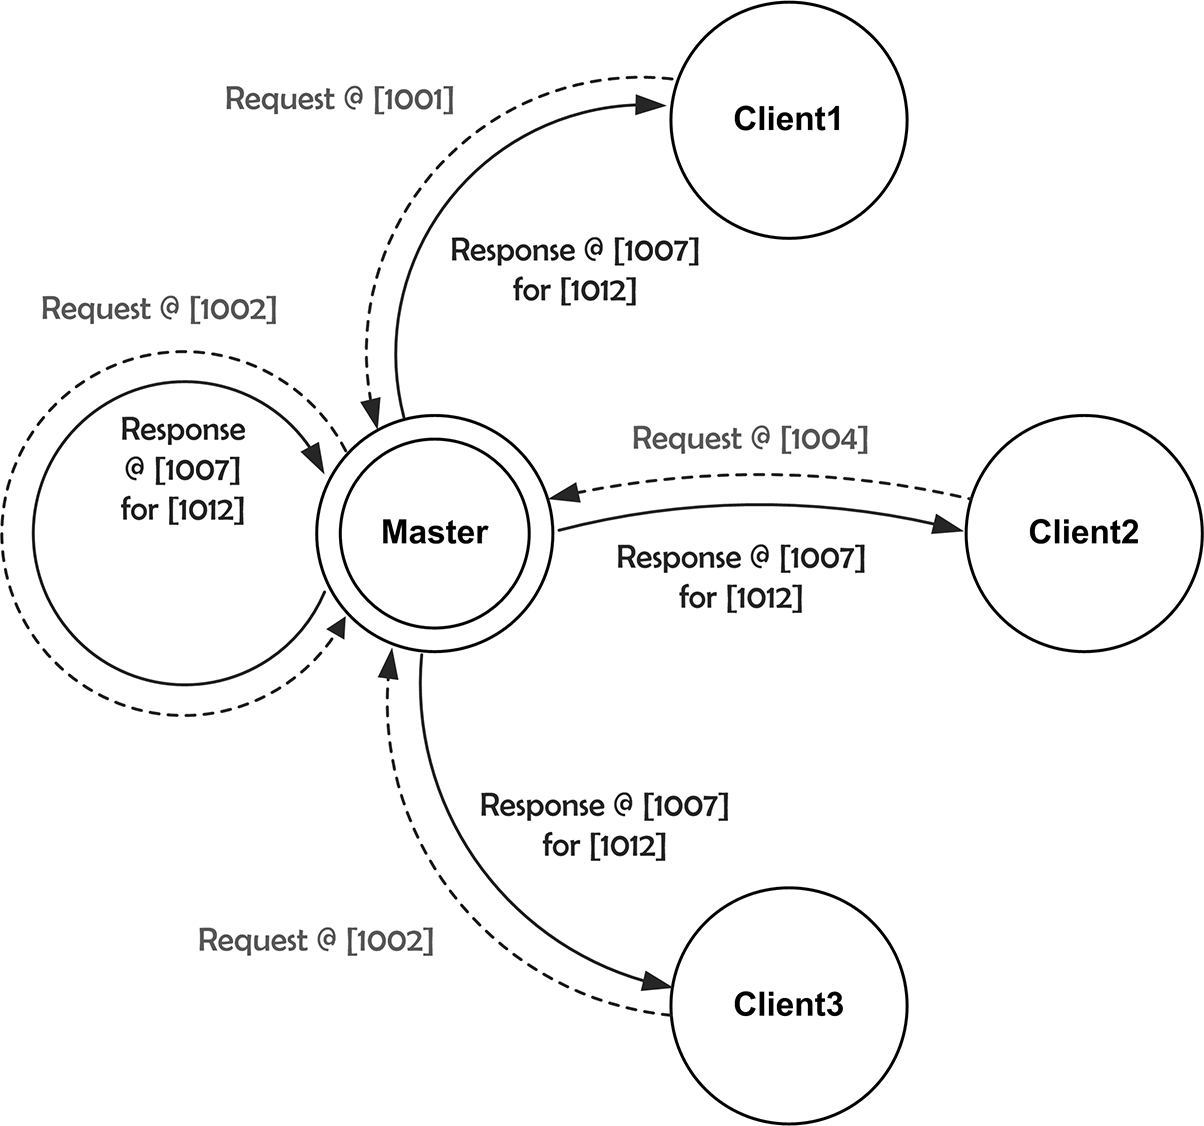 Request @ [1001]
Client1
Response @ [1007]
for [1012]
Request @ [1002]
Response
@ [1007]
for [1012]
Master
Request @ [1004]
Response @ [1007]
for [1012]
Client2
Response @ [1007]
for [1012]
Request @ [1002]
Client3